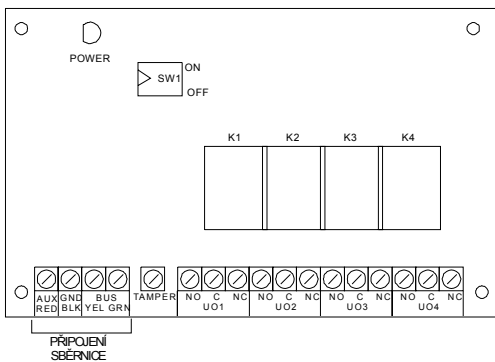 POWER
ON
SW1
OFF
K1 K2 K3 K4
AUX GND BUS TAMPER NO C NC NO C NC NO C NC NO C NC
RED BLK YEL GRN UO1 UO2 UO3 UO4
PŘIPOJENÍ
SBĚRNICE